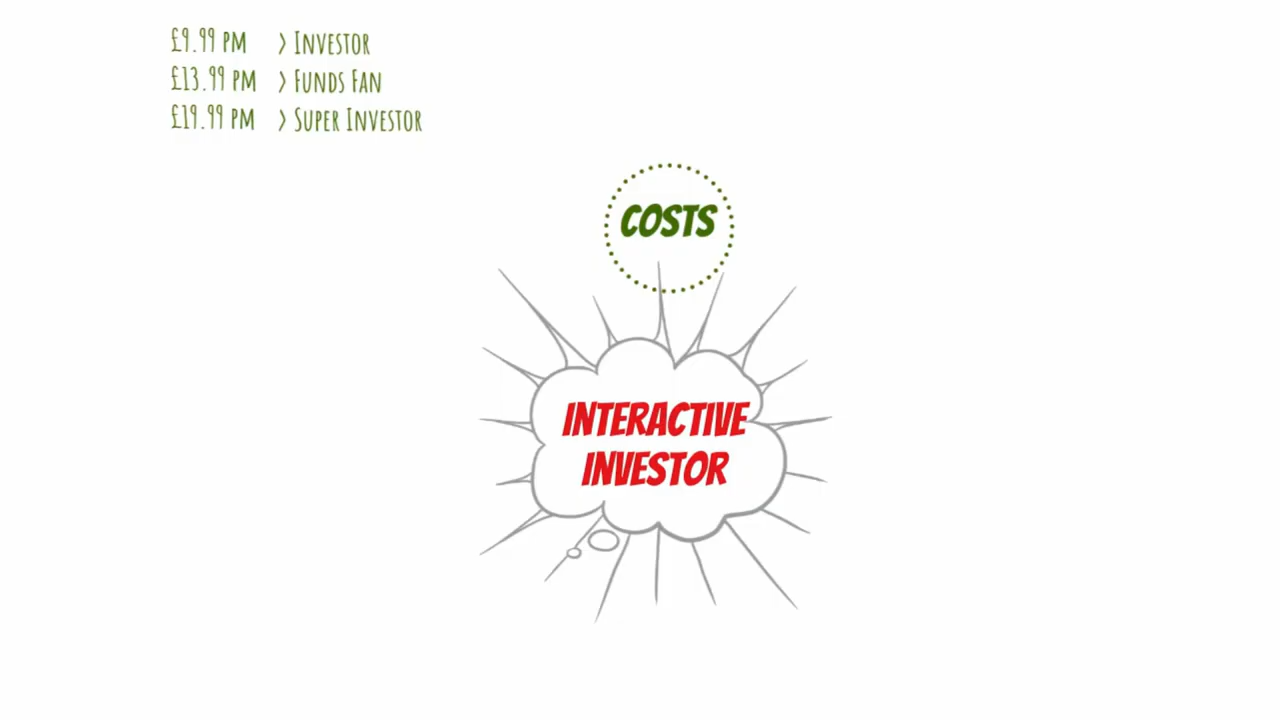 £9.99 pm > Investor
£13.99 pm > Funds Fan
£19.99 pm > Super Investor
COSTS
INTERACTIVE
INVESTOR